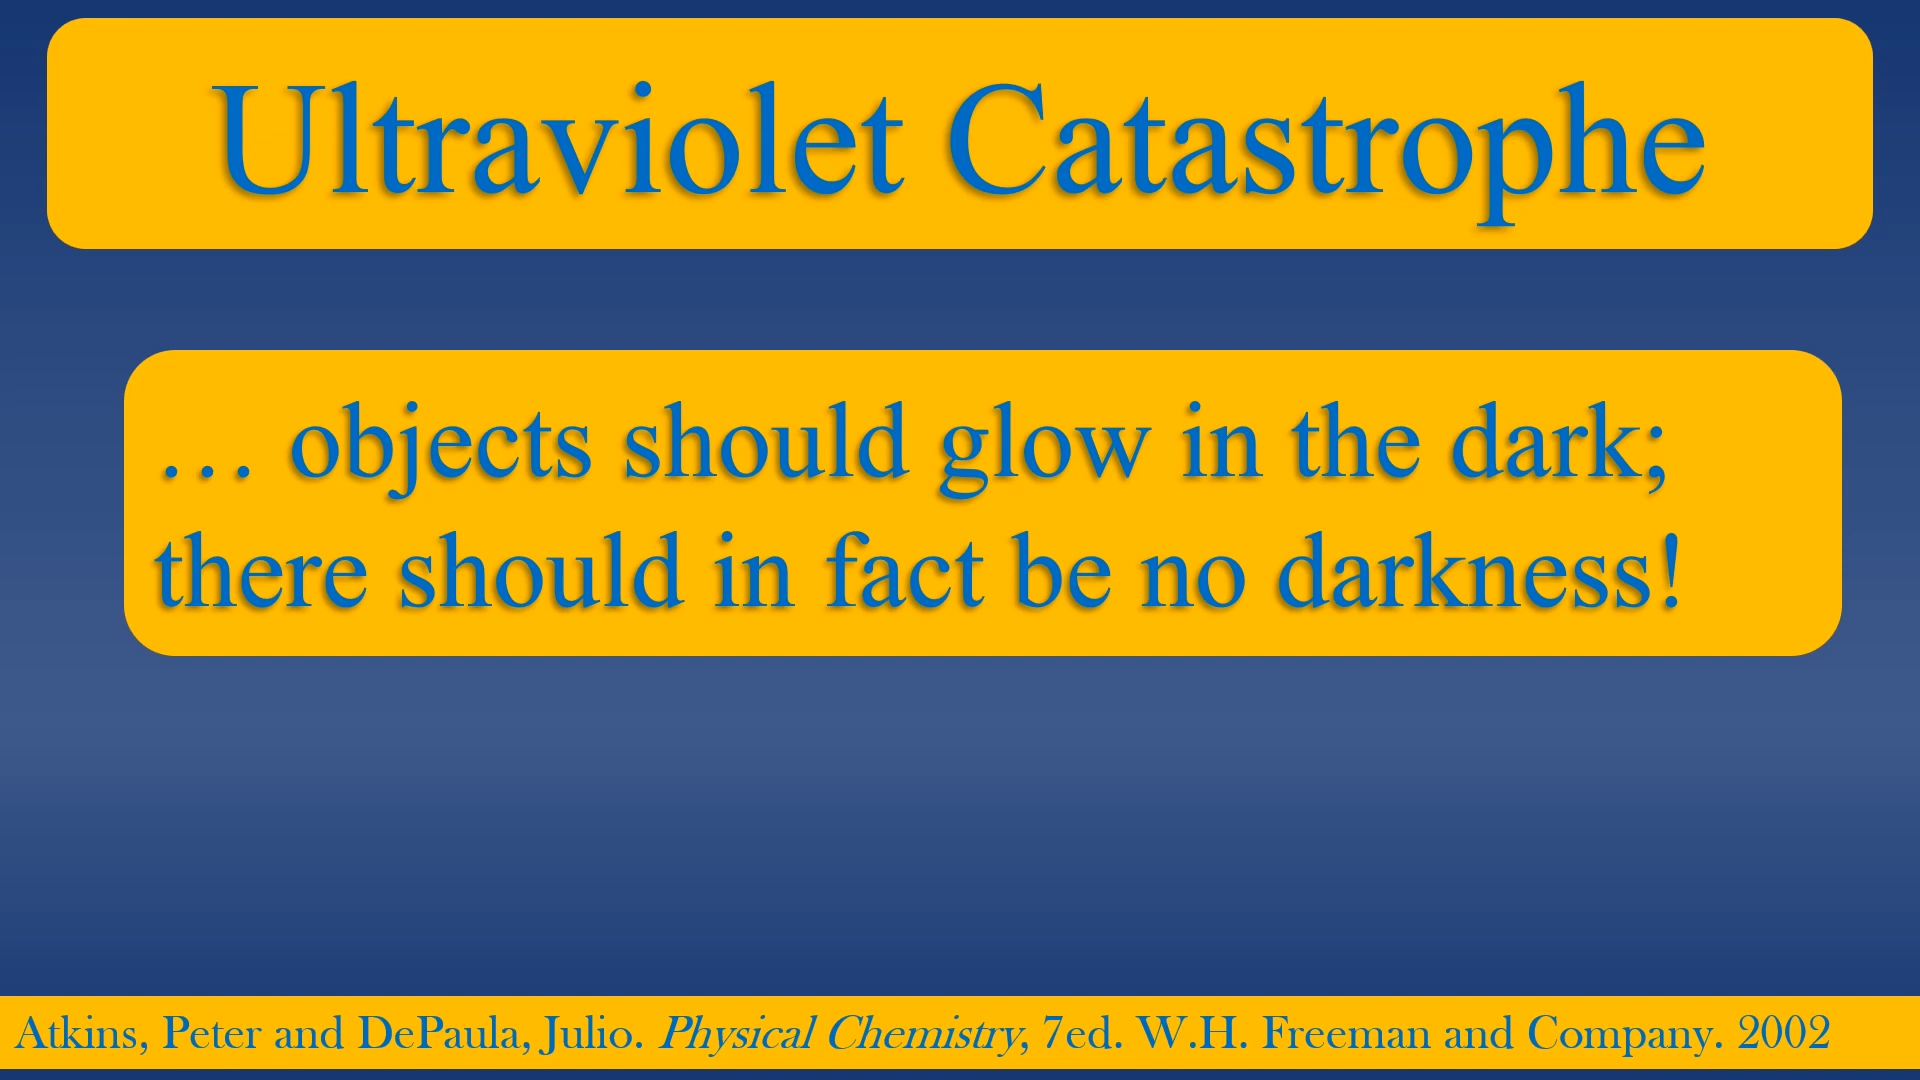 Ultraviolet Catastrophe
… objects should glow in the dark;
there should in fact be no darkness!
Atkins, Peter and DePaula, Julio. Physical Chemistry, 7ed. W.H. Freeman and Company. 2002